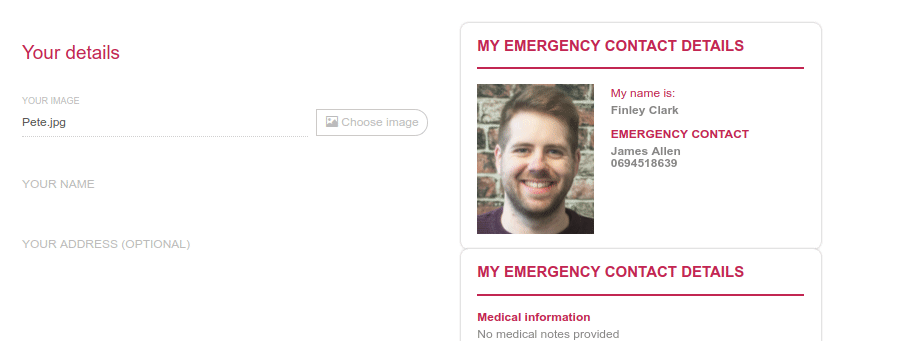 Your details
YOUR IMAGE
Pete.jpg
Choose image
YOUR NAME
YOUR ADDRESS (OPTIONAL)
MY EMERGENCY CONTACT DETAILS
My name is:
Finley Clark
EMERGENCY CONTACT
James Allen
0694518639
MY EMERGENCY CONTACT DETAILS
Medical information
No medical notes provided